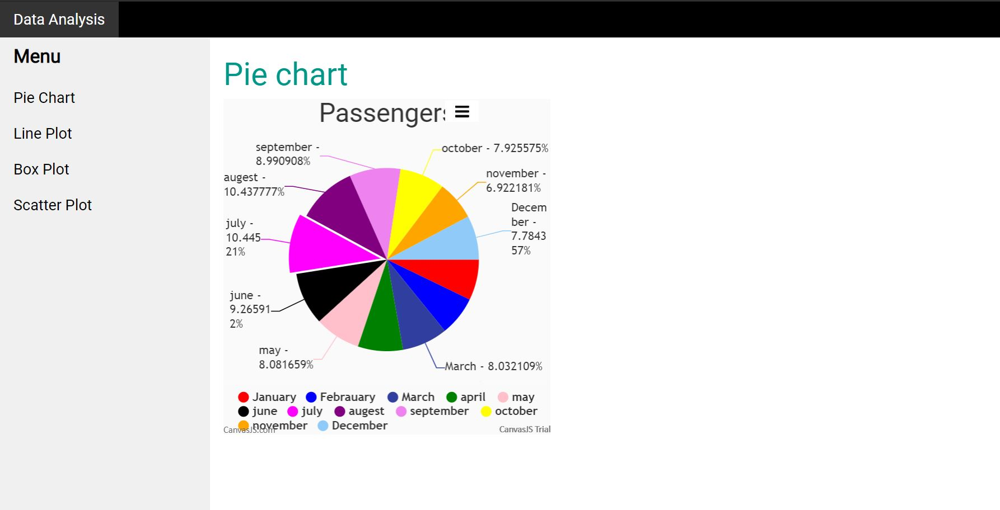 Data Analysis
Menu
Pie Chart
Line Plot
Box Plot
Scatter Plot
Pie chart
Passengers
september -
8.990908%
october - 7.925575%
augest -
10.437777%
november -
6.922181%
july -
10.445
21%
Decem
ber -
7.7843
57%
june -
9.26591
2%
may -
8.081659%
March - 8.032109%
January Febrauary March april may
june july augest september october
november December
CanvasJS.com
CanvasJS Trial